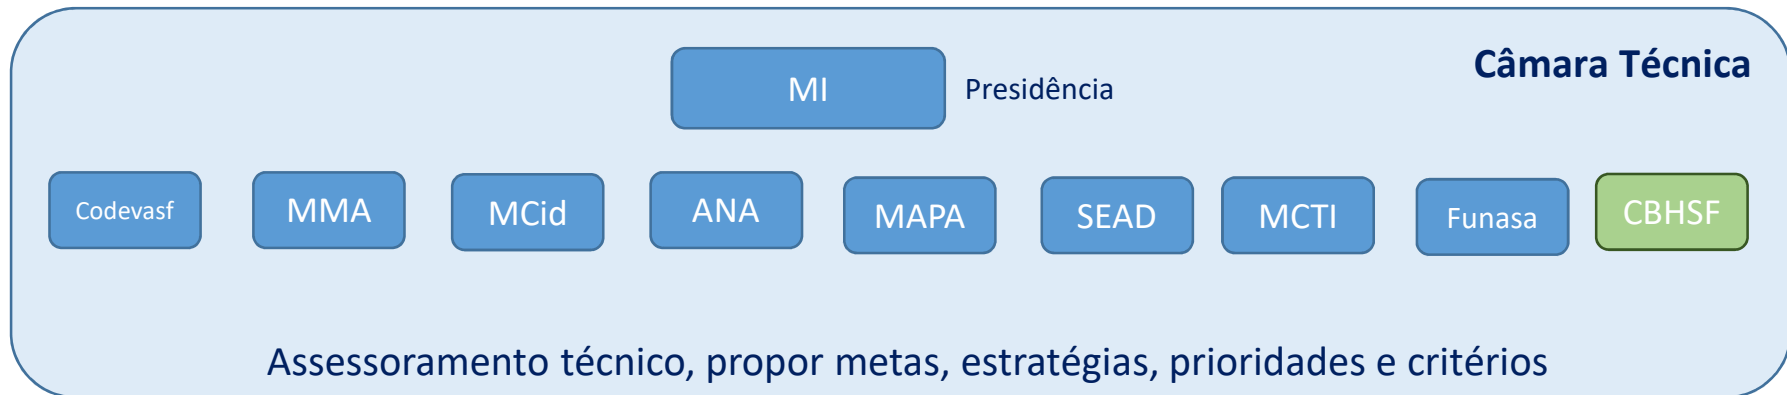 Câmara Técnica
MI
Presidência
Codevasf
MMA
MCid
ANA
MAPA
SEAD
MCTI
Funasa
CBHSF
Assessoramento técnico, propor metas, estratégias, prioridades e critérios